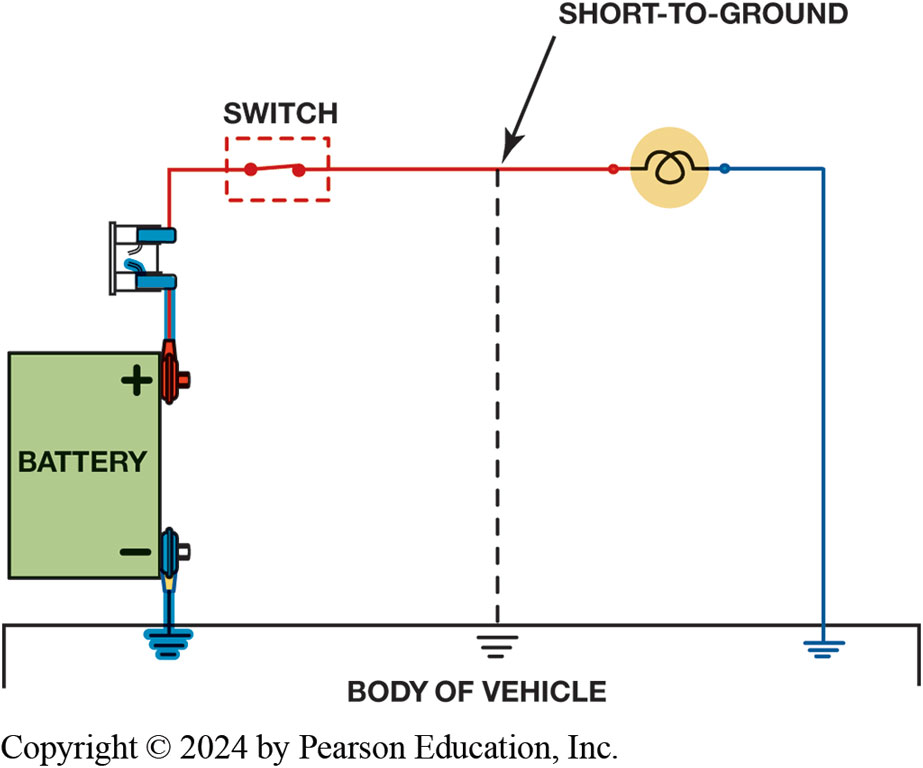 SHORT-TO-GROUND
SWITCH
+
BATTERY
−
BODY OF VEHICLE
Copyright © 2024 by Pearson Education, Inc.